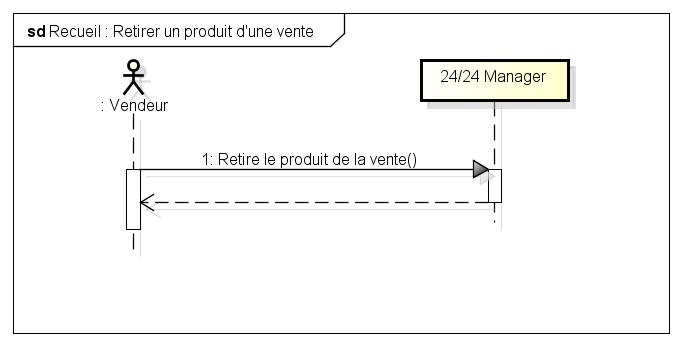 sd Recueil : Retirer un produit d'une vente
24/24 Manager
: Vendeur
1: Retire le produit de la vente()